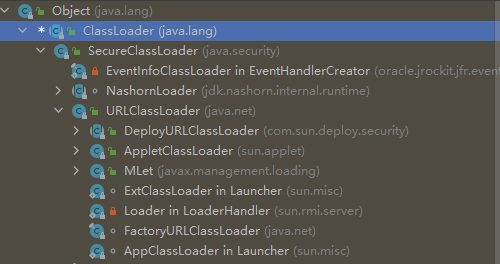 Object (java.lang)
* ClassLoader (java.lang)
SecureClassLoader (java.security)
EventInfoClassLoader in EventHandlerCreator (oracle.jrockit.jfr.event
NashornLoader (jdk.nashorn.internal.runtime)
URLClassLoader (java.net)
DeployURLClassLoader (com.sun.deploy.security)
AppletClassLoader (sun.applet)
MLet (javax.management.loading)
ExtClassLoader in Launcher (sun.misc)
Loader in LoaderHandler (sun.rmi.server)
FactoryURLClassLoader (java.net)
AppClassLoader in Launcher (sun.misc)